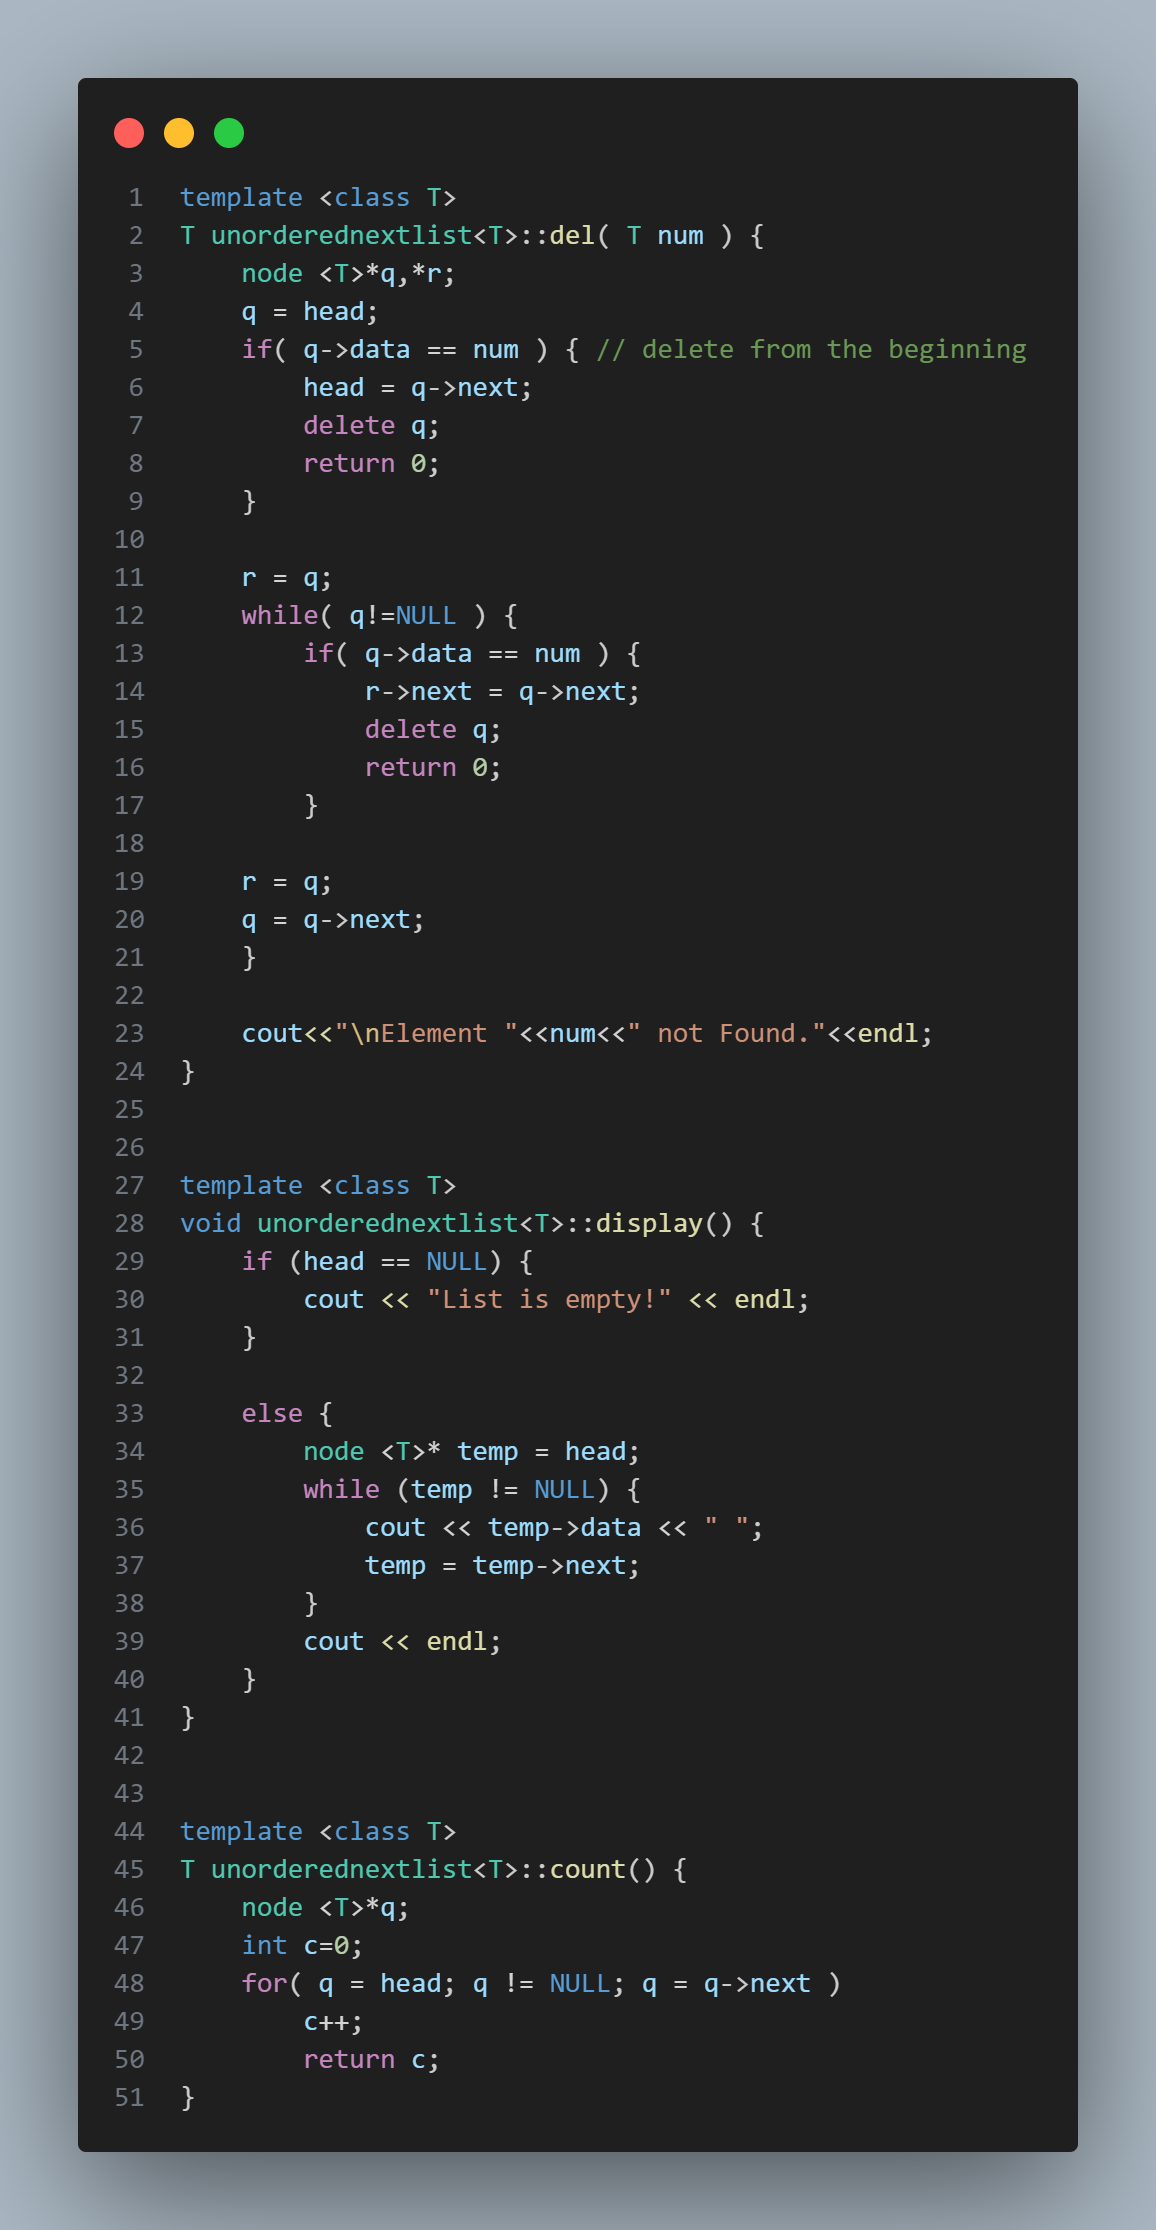 1 template <class T>
2 T unorderednextlist<T>::del( T num ) {
3     node <T>*q,*r;
4     q = head;
5     if( q->data == num ) { // delete from the beginning
6         head = q->next;
7         delete q;
8         return 0;
9     }
10
11     r = q;
12     while( q!=NULL ) {
13         if( q->data == num ) {
14             r->next = q->next;
15             delete q;
16             return 0;
17         }
18
19     r = q;
20     q = q->next;
21     }
22
23     cout<<"\nElement "<<num<<" not Found."<<endl;
24 }
25
26
27 template <class T>
28 void unorderednextlist<T>::display() {
29     if (head == NULL) {
30         cout << "List is empty!" << endl;
31     }
32
33     else {
34         node <T>* temp = head;
35         while (temp != NULL) {
36             cout << temp->data << " ";
37             temp = temp->next;
38         }
39         cout << endl;
40     }
41 }
42
43
44 template <class T>
45 T unorderednextlist<T>::count() {
46     node <T>*q;
47     int c=0;
48     for( q = head; q != NULL; q = q->next )
49         c++;
50         return c;
51 }